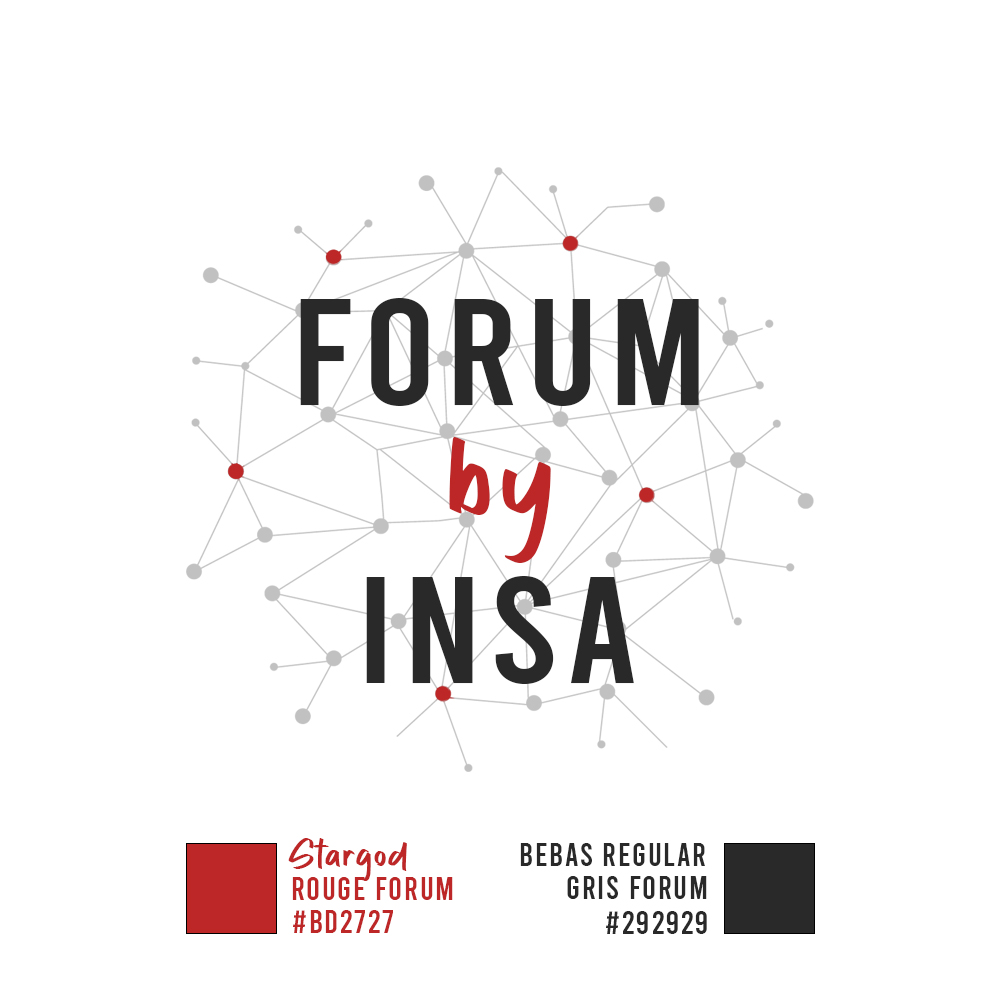 FORUM
by
INSA
Stargod
ROUGE FORUM
#BD2727
BEBAS REGULAR
GRIS FORUM
#292929